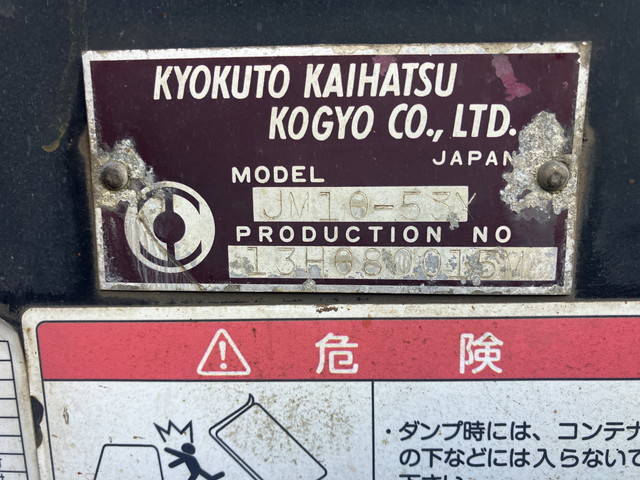 KYOKUTO KAIHATSU
KOGYO CO., LTD.
JAPAN
MODEL
JM10-53Y
PRODUCTION NO
危険
・ダンプ時には、コンテナ
の下などには入らないで